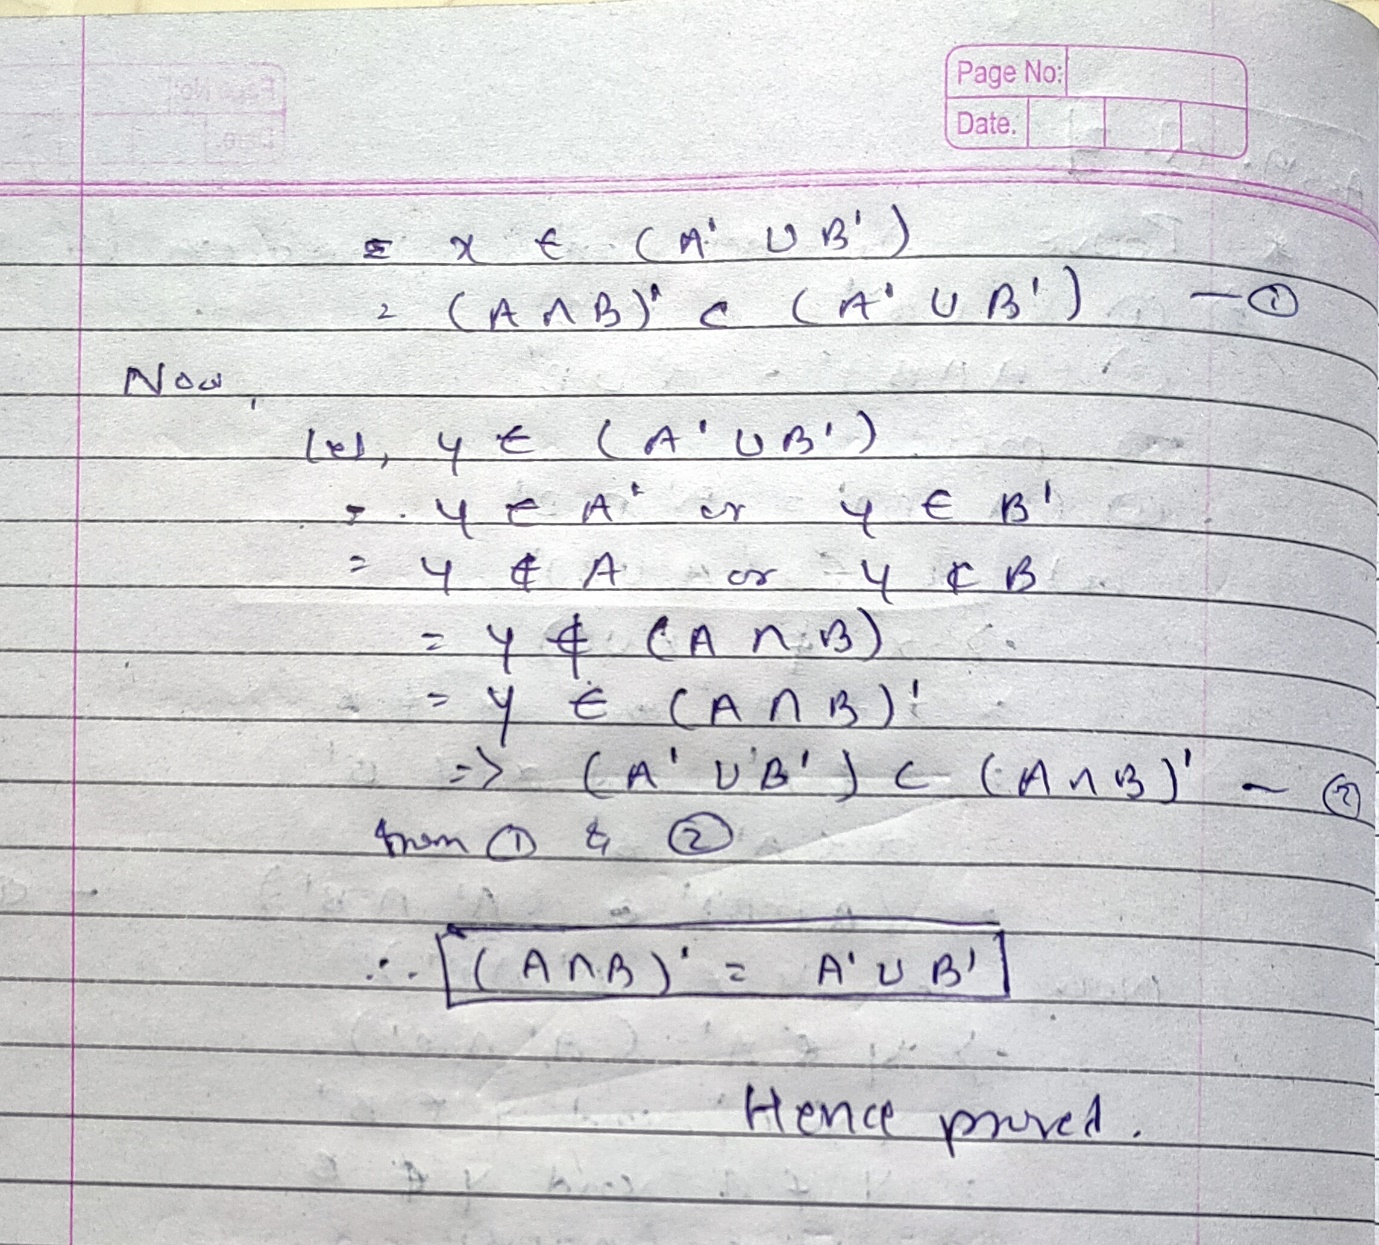 Page No:
Date.
= x ∈ (A' ∪ B')
= (A ∩ B)' ⊂ (A' ∪ B') — ①
Now,
let, y ∈ (A' ∪ B')
= y ∈ A' or y ∈ B'
= y ∉ A or y ∉ B
= y ∉ (A ∩ B)
= y ∈ (A ∩ B)'
=> (A' ∪ B') ⊂ (A ∩ B)' — ②
from ① & ②
∴ (A ∩ B)' = A' ∪ B'
Hence proved.